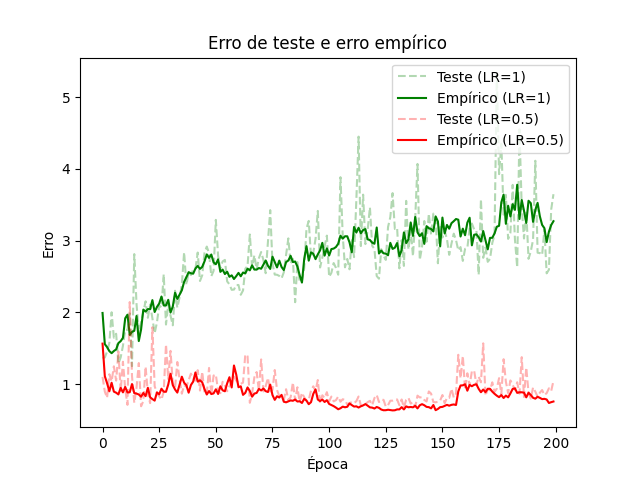 Erro de teste e erro empírico
Teste (LR=1)
Empírico (LR=1)
Teste (LR=0.5)
Empírico (LR=0.5)
Erro
5
4
3
2
1
0
25
50
75
100
125
150
175
200
Época